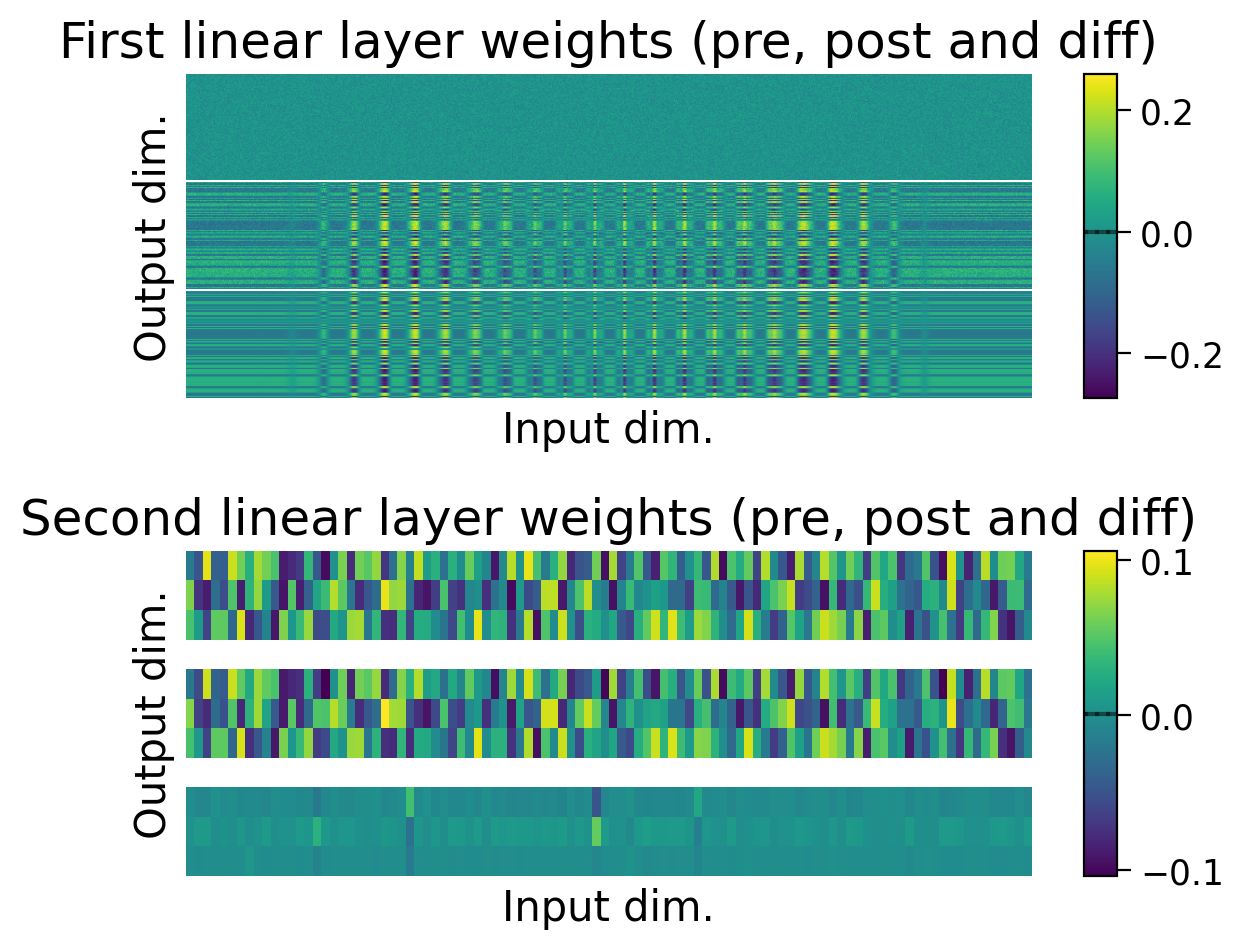 First linear layer weights (pre, post and diff)
Output dim.
0.2
0.0
−0.2
Input dim.
Second linear layer weights (pre, post and diff)
Output dim.
0.1
0.0
−0.1
Input dim.